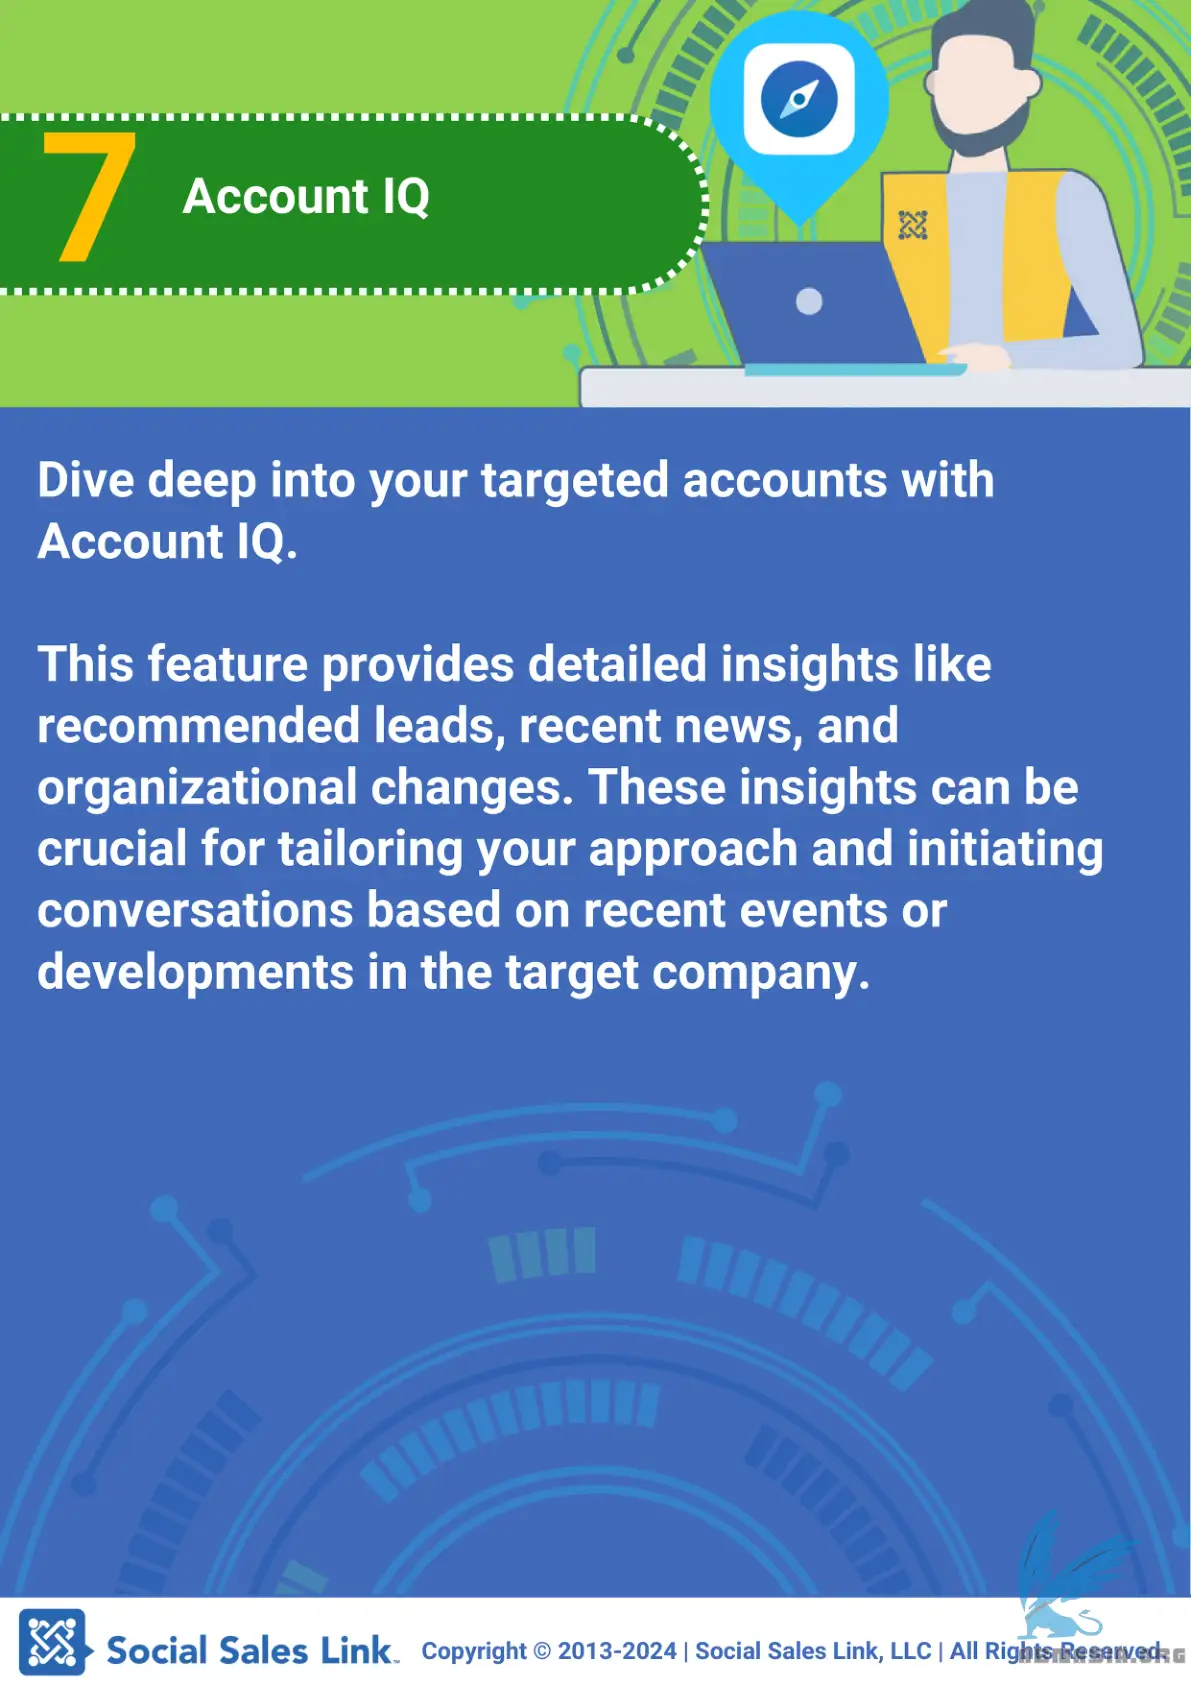 7
Account IQ
Dive deep into your targeted accounts with
Account IQ.
This feature provides detailed insights like
recommended leads, recent news, and
organizational changes. These insights can be
crucial for tailoring your approach and initiating
conversations based on recent events or
developments in the target company.
Social Sales Link™ Copyright © 2013-2024 | Social Sales Link, LLC | All Rights Reserved.